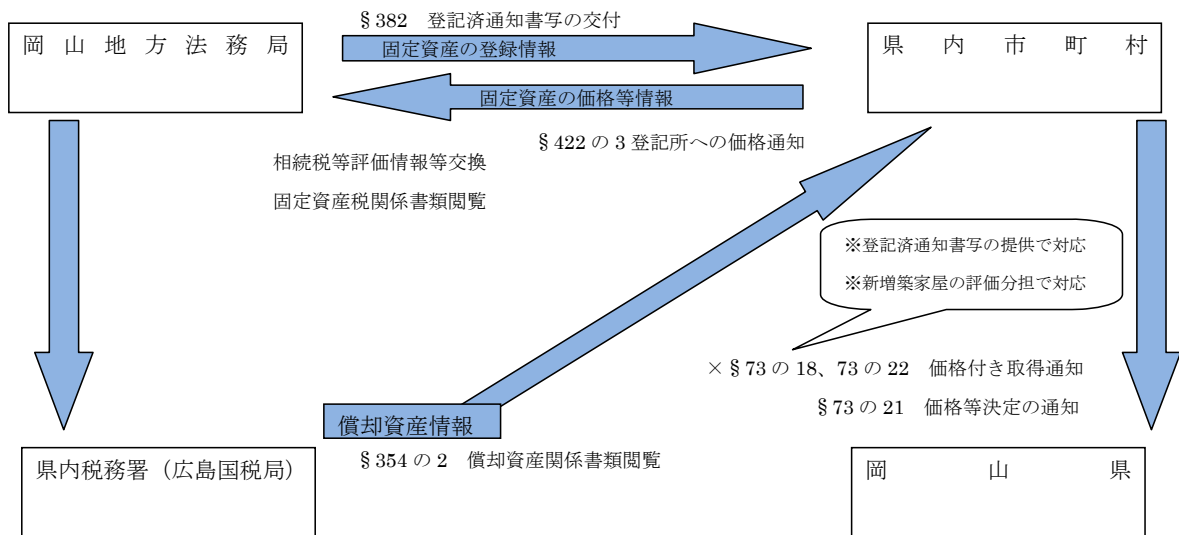 §382 登記済通知書写の交付
岡山地方法務局
固定資産の登録情報
県内市町村
固定資産の価格等情報
§422の3登記所への価格通知
相続税等評価情報等交換
固定資産税関係書類閲覧
※登記済通知書写の提供で対応
※新増築家屋の評価分担で対応
×§73の18、73の22 価格付き取得通知
§73の21 価格等決定の通知
償却資産情報
§354の2 償却資産関係書類閲覧
県内税務署（広島国税局）
岡山県